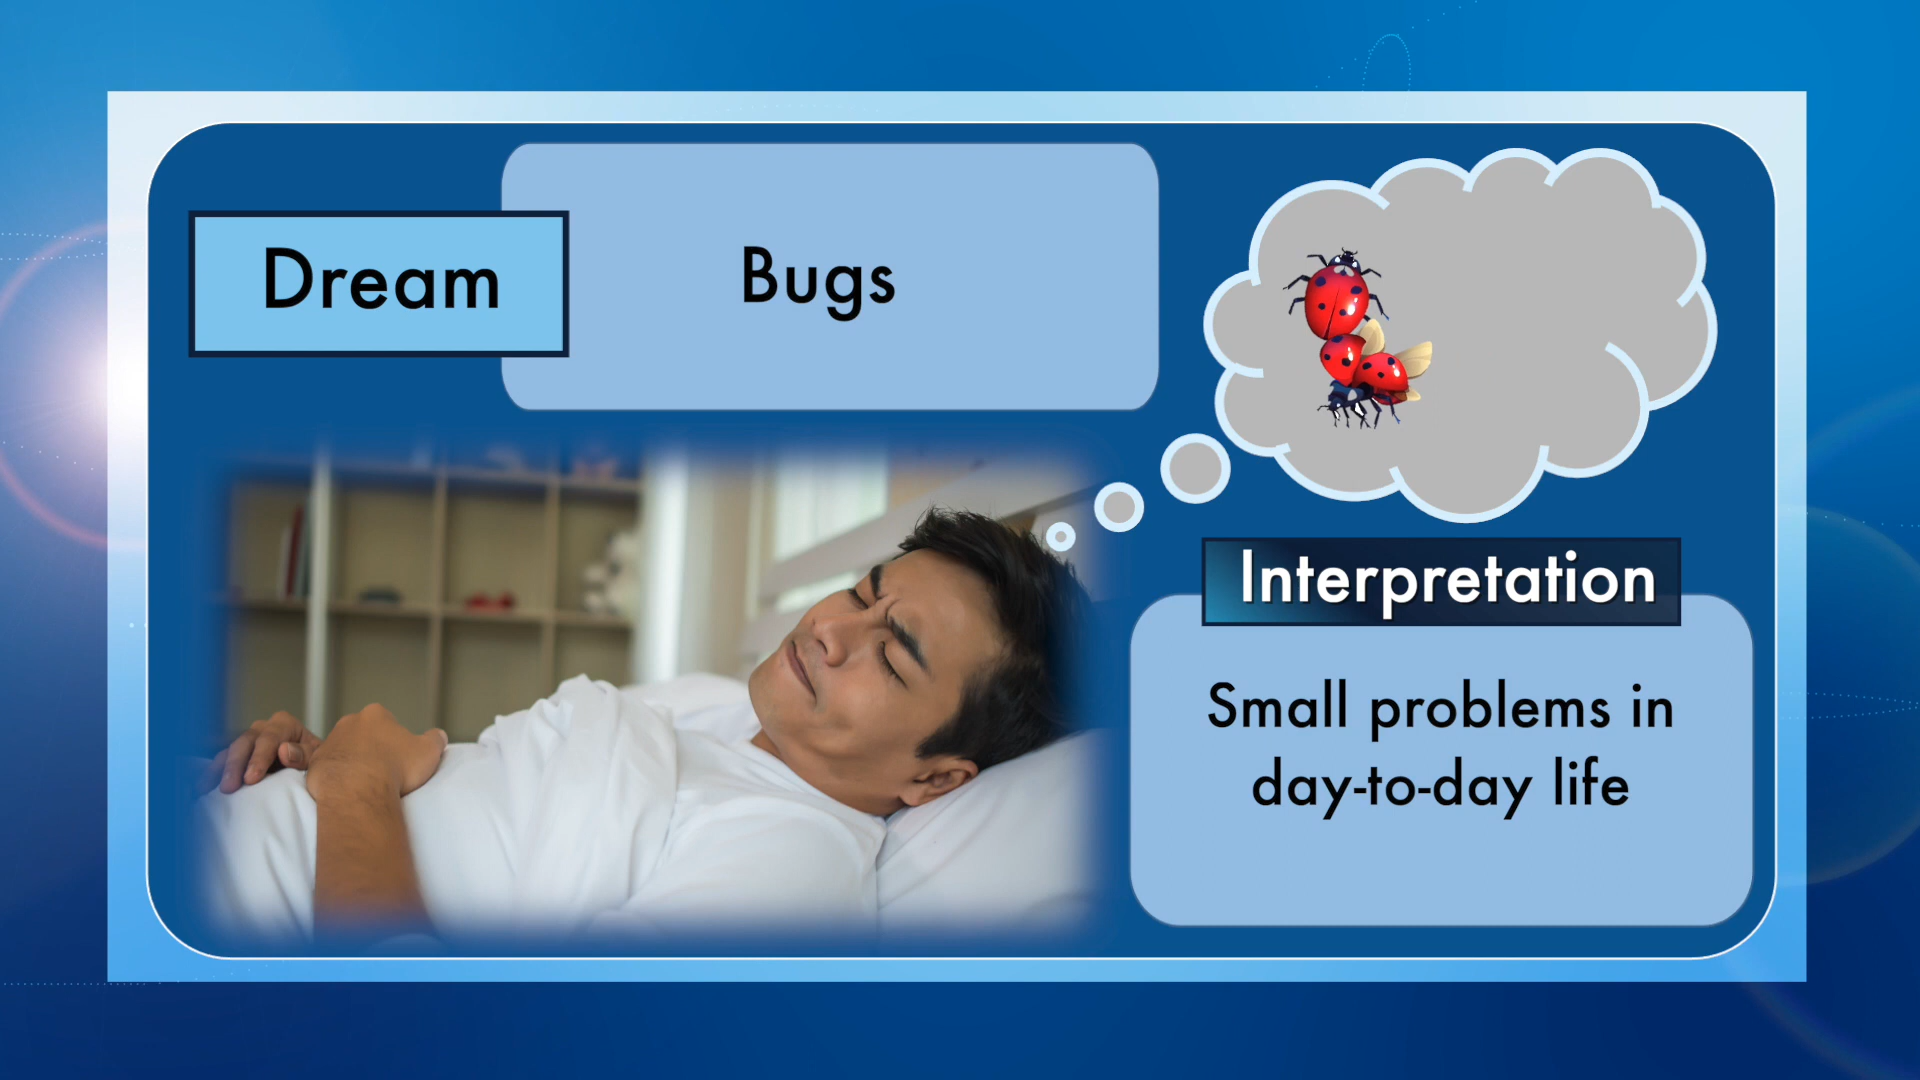 Dream
Bugs
Interpretation
Small problems in
day-to-day life